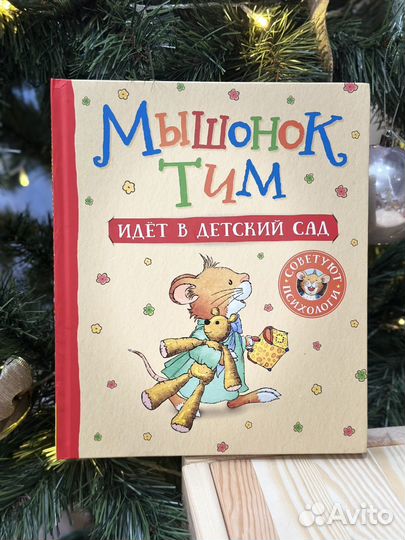 Мышонок
Тим
идёт в детский сад
• СОВЕТУЮТ •
ПСИХОЛОГИ
Avito